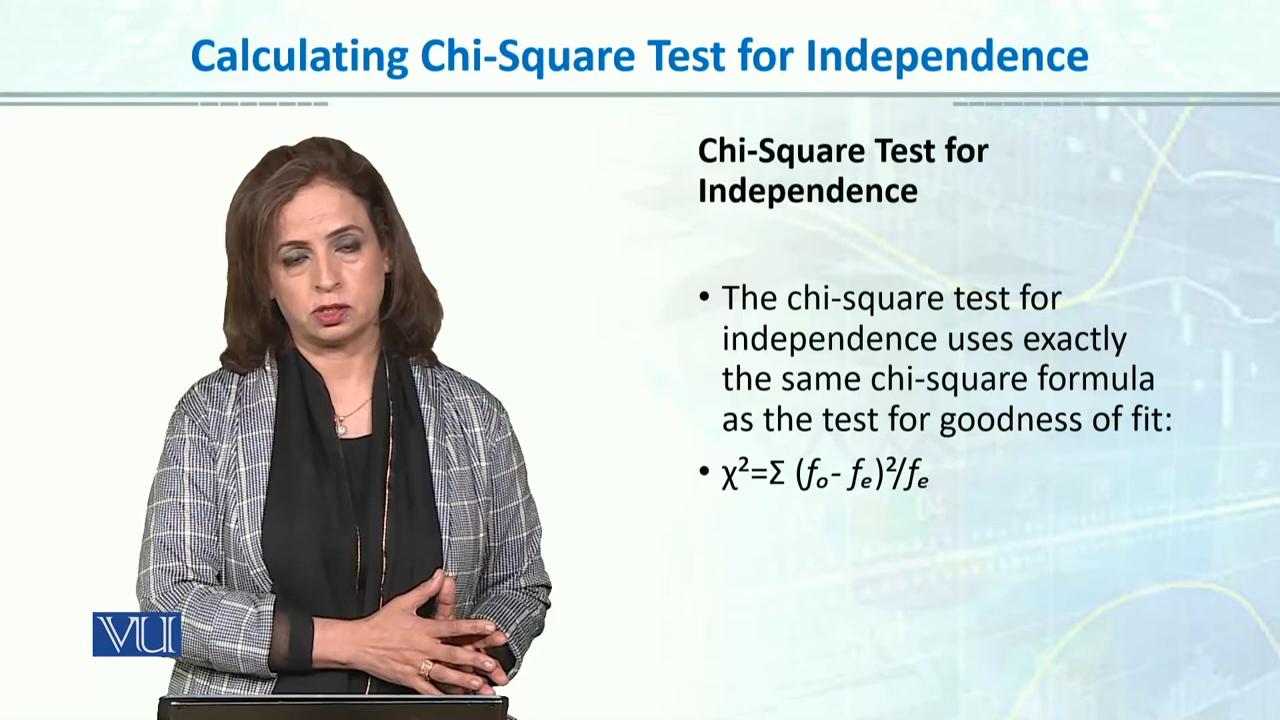 Calculating Chi-Square Test for Independence
Chi-Square Test for
Independence
• The chi-square test for
independence uses exactly
the same chi-square formula
as the test for goodness of fit:
• χ²=Σ (fₒ- fₑ)²/fₑ
VU